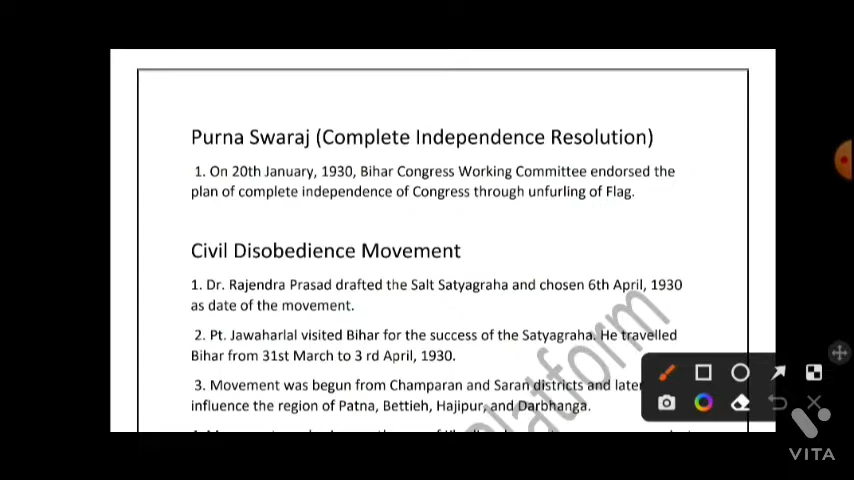 Purna Swaraj (Complete Independence Resolution)
1. On 20th January, 1930, Bihar Congress Working Committee endorsed the
plan of complete independence of Congress through unfurling of Flag.
Civil Disobedience Movement
1. Dr. Rajendra Prasad drafted the Salt Satyagraha and chosen 6th April, 1930
as date of the movement.
2. Pt. Jawaharlal visited Bihar for the success of the Satyagraha. He travelled
Bihar from 31st March to 3 rd April, 1930.
3. Movement was begun from Champaran and Saran districts and later
influence the region of Patna, Bettieh, Hajipur, and Darbhanga.
Platform
VITA